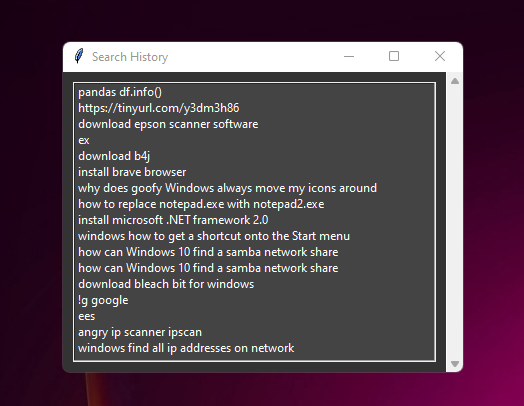 Search History
pandas df.info()
https://tinyurl.com/y3dm3h86
download epson scanner software
ex
download b4j
install brave browser
why does goofy Windows always move my icons around
how to replace notepad.exe with notepad2.exe
install microsoft .NET framework 2.0
windows how to get a shortcut onto the Start menu
how can Windows 10 find a samba network share
how can Windows 10 find a samba network share
download bleach bit for windows
!g google
ees
angry ip scanner ipscan
windows find all ip addresses on network